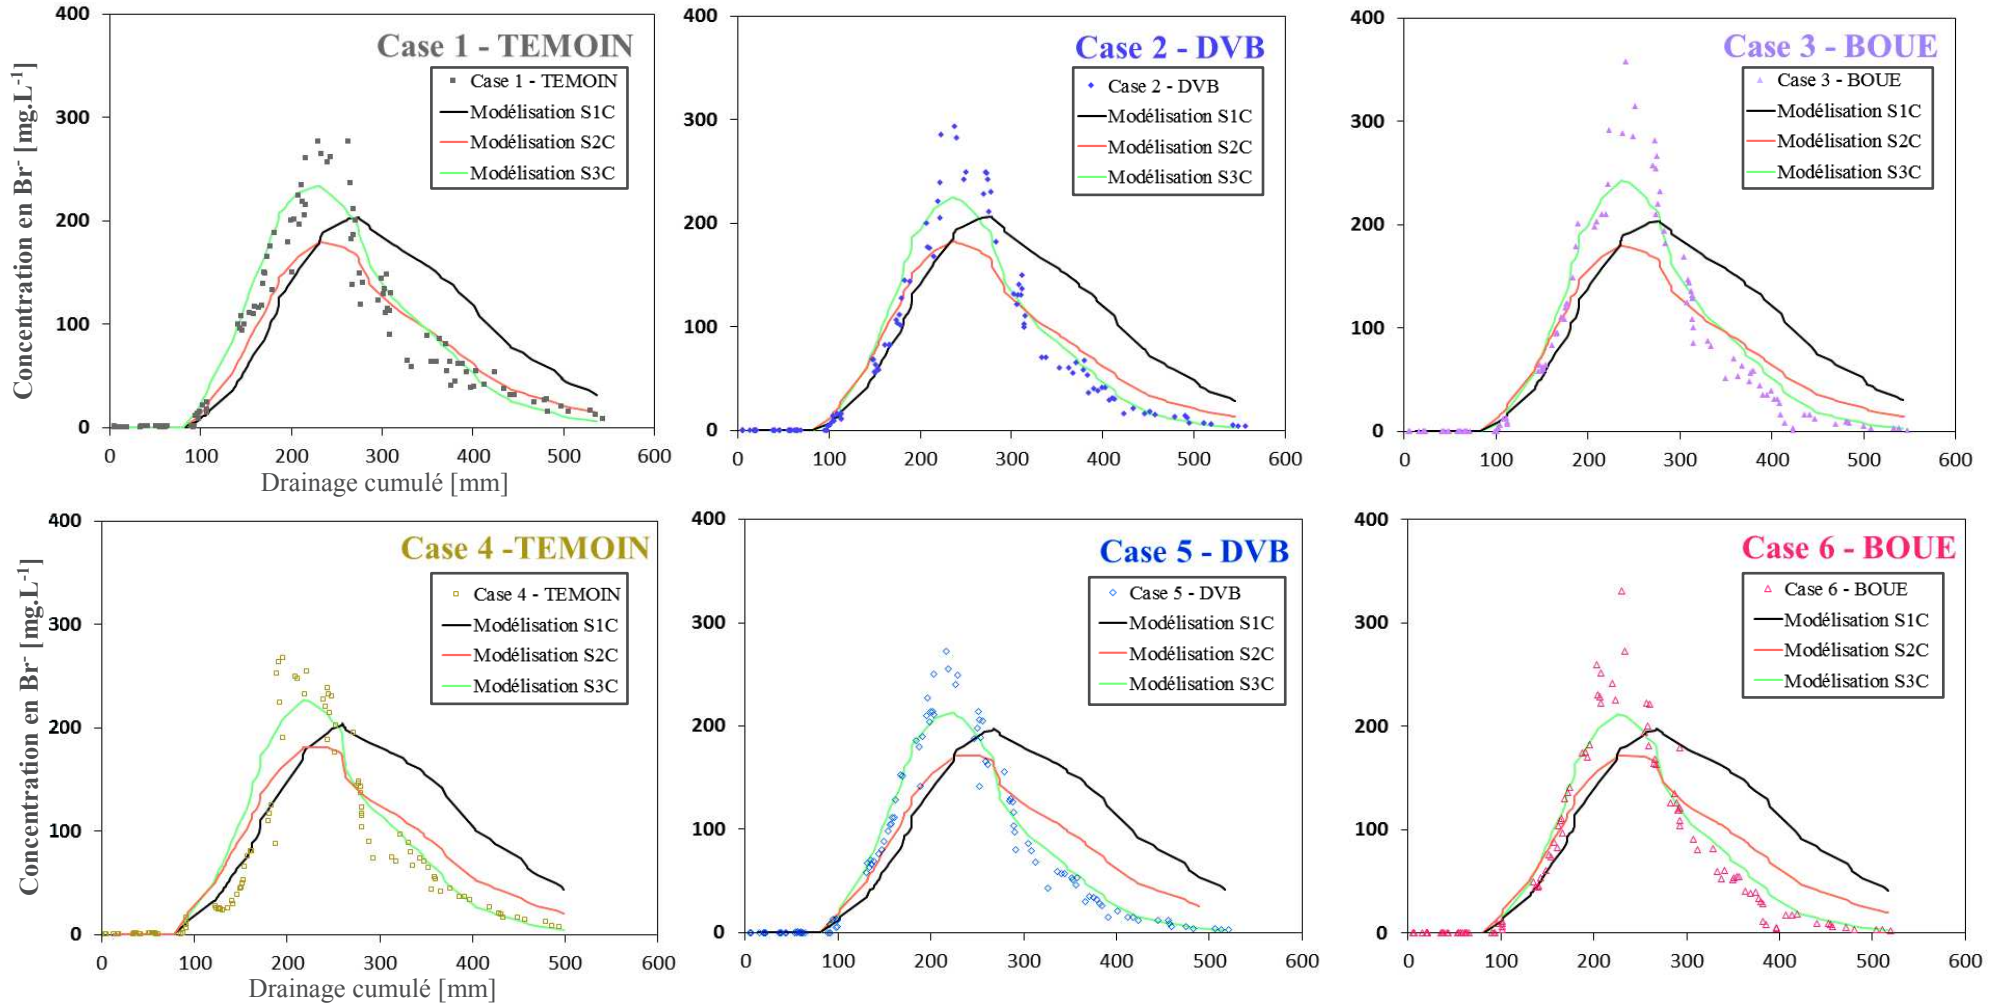 Concentration en Br⁻ [mg.L⁻¹]
400
300
200
100
0
Case 1 - TEMOIN
Case 1 - TEMOIN
Modélisation S1C
Modélisation S2C
Modélisation S3C
0 100 200 300 400 500 600
Drainage cumulé [mm]
400
300
200
100
0
Case 2 - DVB
Case 2 - DVB
Modélisation S1C
Modélisation S2C
Modélisation S3C
0 100 200 300 400 500 600
400
300
200
100
0
Case 3 - BOUE
Case 3 - BOUE
Modélisation S1C
Modélisation S2C
Modélisation S3C
0 100 200 300 400 500 600
Concentration en Br⁻ [mg.L⁻¹]
400
300
200
100
0
Case 4 -TEMOIN
Case 4 - TEMOIN
Modélisation S1C
Modélisation S2C
Modélisation S3C
0 100 200 300 400 500 600
Drainage cumulé [mm]
400
300
200
100
0
Case 5 - DVB
Case 5 - DVB
Modélisation S1C
Modélisation S2C
Modélisation S3C
0 100 200 300 400 500 600
400
300
200
100
0
Case 6 - BOUE
Case 6 - BOUE
Modélisation S1C
Modélisation S2C
Modélisation S3C
0 100 200 300 400 500 600